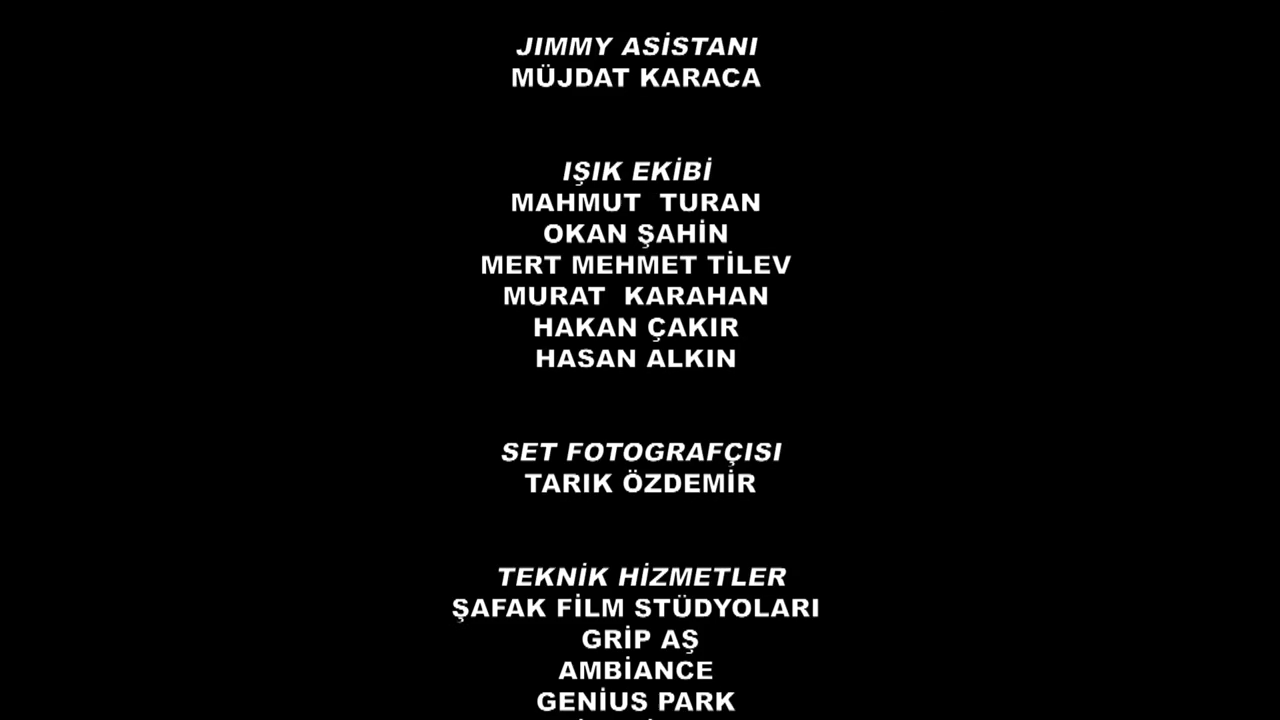 JIMMY ASİSTANI
MÜJDAT KARACA
IŞIK EKİBİ
MAHMUT  TURAN
OKAN ŞAHİN
MERT MEHMET TİLEV
MURAT  KARAHAN
HAKAN ÇAKIR
HASAN ALKIN
SET FOTOGRAFÇISI
TARIK ÖZDEMİR
TEKNİK HİZMETLER
ŞAFAK FİLM STÜDYOLARI
GRİP AŞ
AMBİANCE
GENİUS PARK